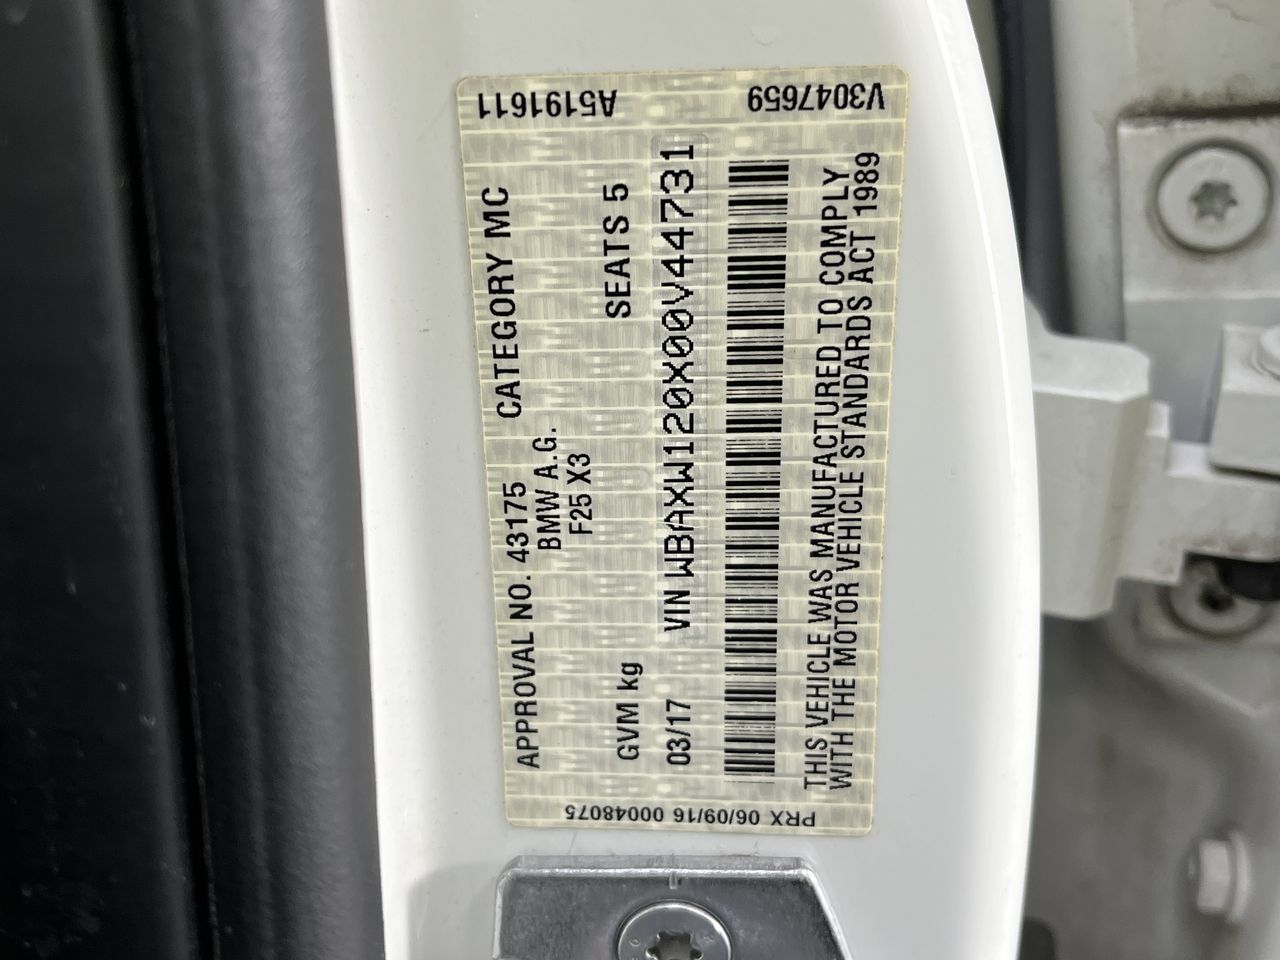 A5191611
V3047659
APPROVAL NO. 43175 CATEGORY MC
BMW A.G.
F25 X3
GVM kg SEATS 5
03/17 VIN WBAXW120X00V44731
THIS VEHICLE WAS MANUFACTURED TO COMPLY
WITH THE MOTOR VEHICLE STANDARDS ACT 1989
PRX 06/09/16 00048075